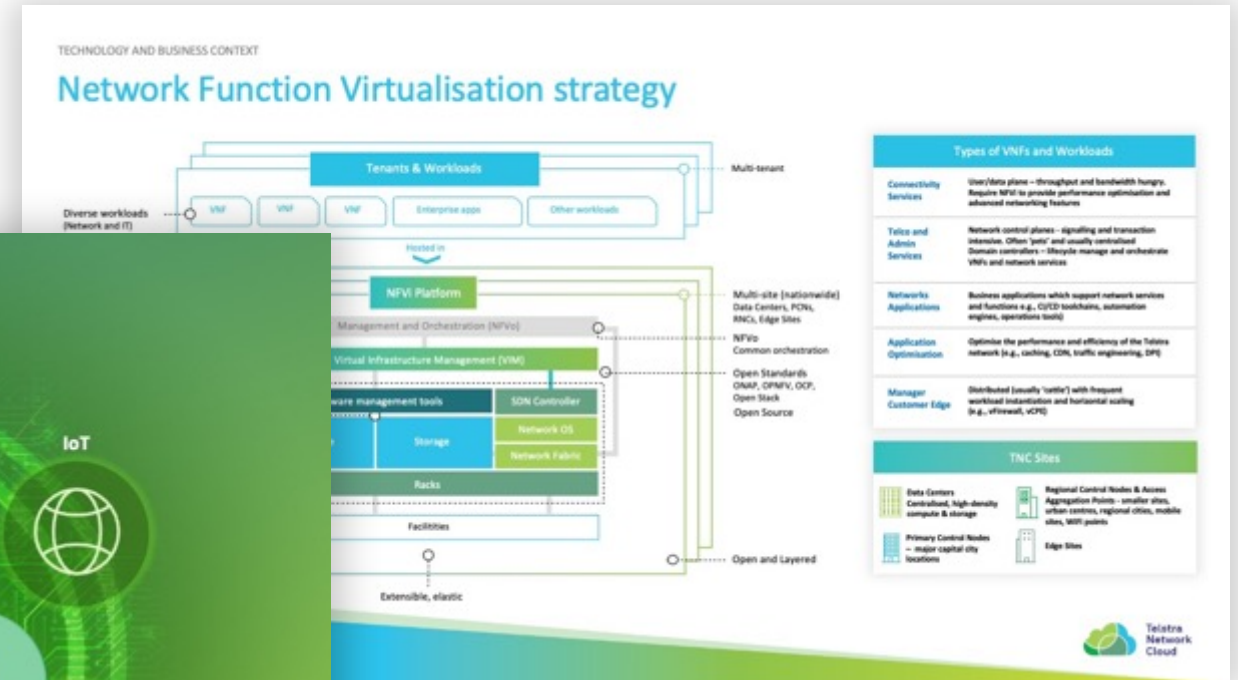 TECHNOLOGY AND BUSINESS CONTEXT
Network Function Virtualisation strategy
Tenants & Workloads
Multi-tenant
Diverse workloads
(Network and IT)
VNF
VNF
VNF
Enterprise apps
Other workloads
Hosted in
NFVi Platform
Multi-site (nationwide)
Data Centers, PCNs,
RNCs, Edge Sites
Management and Orchestration (NFVo)
NFVo
Common orchestration
Virtual Infrastructure Management (VIM)
Open Standards
ONAP, OPNFV, OCP,
Open Stack
Open Source
ware management tools
SDN Controller
Storage
Network OS
Network Fabric
Racks
Facilitities
Open and Layered
Extensible, elastic
Types of VNFs and Workloads
Connectivity
Services
User/data plane – throughput and bandwidth hungry.
Require NFVi to provide performance optimisation and
advanced networking features
Telco and
Admin
Services
Network control planes - signalling and transaction
intensive. Often 'pets' and usually centralised
Domain controllers – lifecycle manage and orchestrate
VNFs and network services
Networks
Applications
Business applications which support network services
and functions e.g., CI/CD toolchains, automation
engines, operations tools)
Application
Optimisation
Optimise the performance and efficiency of the Telstra
network (e.g., caching, CDN, traffic engineering, DPI)
Manager
Customer Edge
Distributed (usually 'cattle') with frequent
workload instantiation and horizontal scaling
(e.g., vFirewall, vCPE)
TNC Sites
Data Centers
Centralised, high-density
compute & storage
Regional Control Nodes & Access
Aggregation Points - smaller sites,
urban centres, regional cities, mobile
sites, WIFI points
Primary Control Nodes
– major capital city
locations
Edge Sites
IoT
Telstra
Network
Cloud